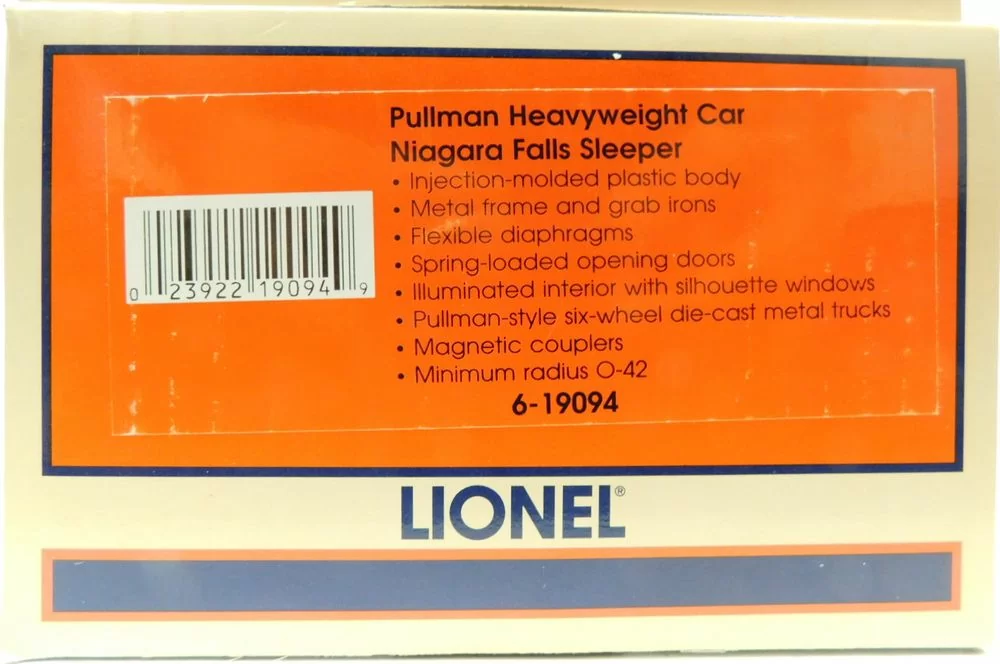 Pullman Heavyweight Car
Niagara Falls Sleeper
• Injection-molded plastic body
• Metal frame and grab irons
• Flexible diaphragms
• Spring-loaded opening doors
• Illuminated interior with silhouette windows
• Pullman-style six-wheel die-cast metal trucks
• Magnetic couplers
• Minimum radius O-42
6-19094
0 23922 19094 9
LIONEL®